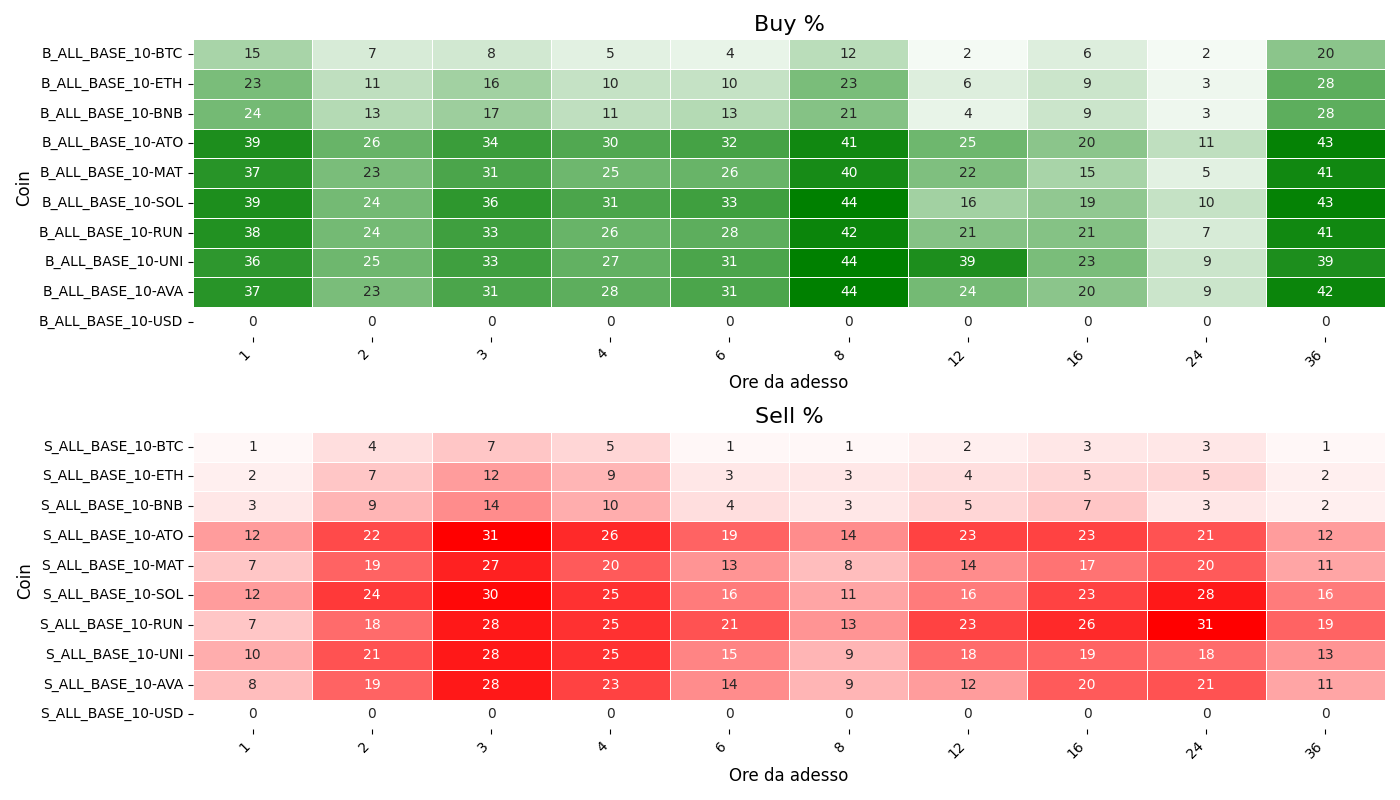 Buy %
Coin
B_ALL_BASE_10-BTC 15 7 8 5 4 12 2 6 2 20
B_ALL_BASE_10-ETH 23 11 16 10 10 23 6 9 3 28
B_ALL_BASE_10-BNB 24 13 17 11 13 21 4 9 3 28
B_ALL_BASE_10-ATO 39 26 34 30 32 41 25 20 11 43
B_ALL_BASE_10-MAT 37 23 31 25 26 40 22 15 5 41
B_ALL_BASE_10-SOL 39 24 36 31 33 44 16 19 10 43
B_ALL_BASE_10-RUN 38 24 33 26 28 42 21 21 7 41
B_ALL_BASE_10-UNI 36 25 33 27 31 44 39 23 9 39
B_ALL_BASE_10-AVA 37 23 31 28 31 44 24 20 9 42
B_ALL_BASE_10-USD 0 0 0 0 0 0 0 0 0 0
1 2 3 4 6 8 12 16 24 36
Ore da adesso
Sell %
Coin
S_ALL_BASE_10-BTC 1 4 7 5 1 1 2 3 3 1
S_ALL_BASE_10-ETH 2 7 12 9 3 3 4 5 5 2
S_ALL_BASE_10-BNB 3 9 14 10 4 3 5 7 3 2
S_ALL_BASE_10-ATO 12 22 31 26 19 14 23 23 21 12
S_ALL_BASE_10-MAT 7 19 27 20 13 8 14 17 20 11
S_ALL_BASE_10-SOL 12 24 30 25 16 11 16 23 28 16
S_ALL_BASE_10-RUN 7 18 28 25 21 13 23 26 31 19
S_ALL_BASE_10-UNI 10 21 28 25 15 9 18 19 18 13
S_ALL_BASE_10-AVA 8 19 28 23 14 9 12 20 21 11
S_ALL_BASE_10-USD 0 0 0 0 0 0 0 0 0 0
1 2 3 4 6 8 12 16 24 36
Ore da adesso